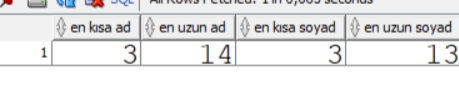 SQL All Rows Fetched: 1 in 0,003 seconds
en kısa ad en uzun ad en kısa soyad en uzun soyad
1 3 14 3 13